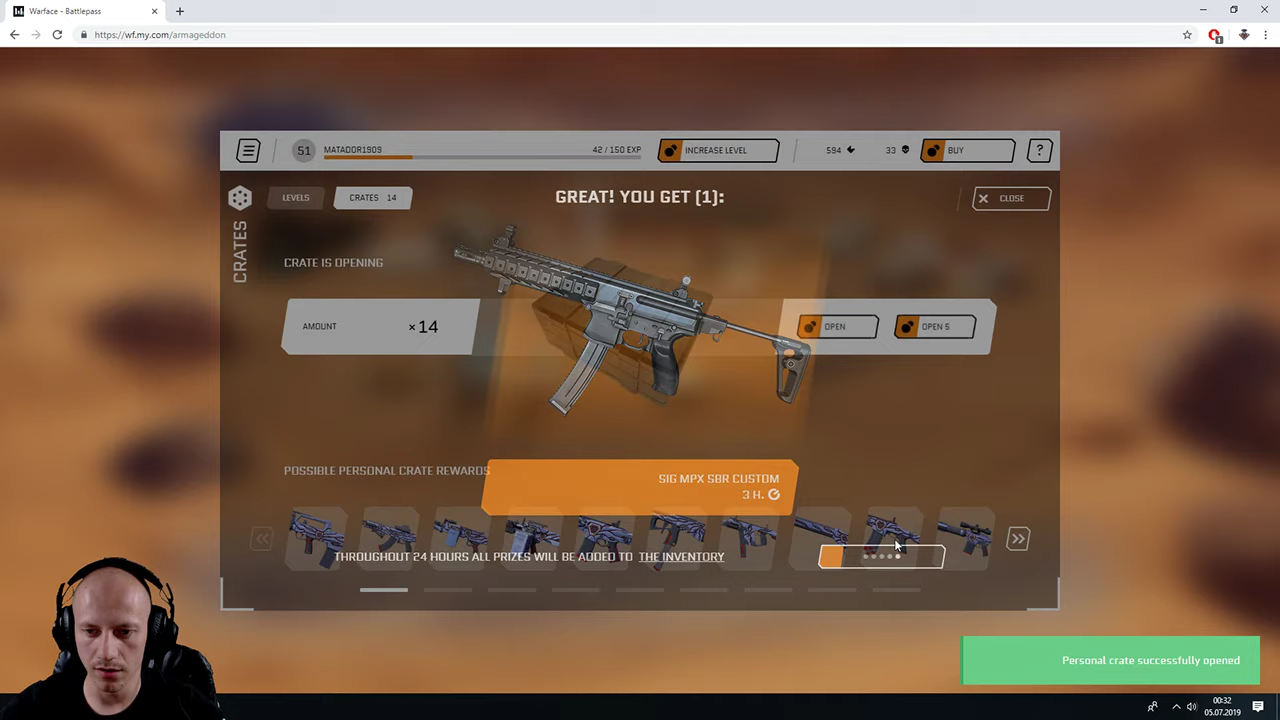 Warface - Battlepass
https://wf.my.com/armageddon
1
51
MATADOR1909
42 / 150 EXP
INCREASE LEVEL
594
33
BUY
?
LEVELS
CRATES 14
GREAT! YOU GET (1):
CLOSE
CRATES
CRATE IS OPENING
AMOUNT
×14
OPEN
OPEN 5
POSSIBLE PERSONAL CRATE REWARDS
SIG MPX SBR CUSTOM
3 H.
THROUGHOUT 24 HOURS ALL PRIZES WILL BE ADDED TO THE INVENTORY
Personal crate successfully opened
00:32
05.07.2019